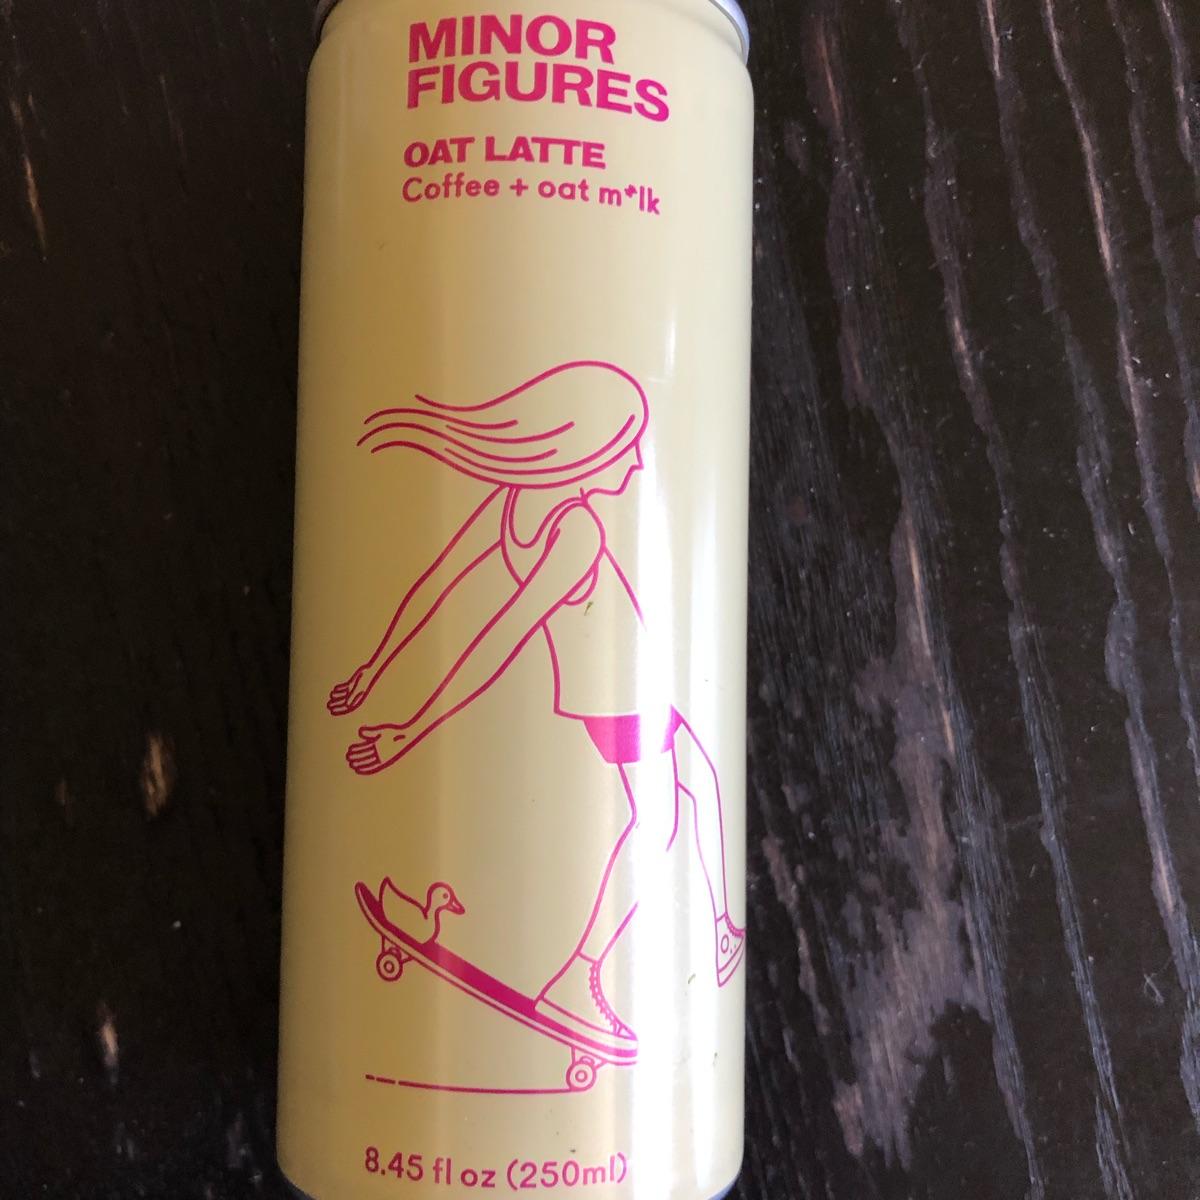 MINOR
FIGURES
OAT LATTE
Coffee + oat m*lk
8.45 fl oz (250ml)